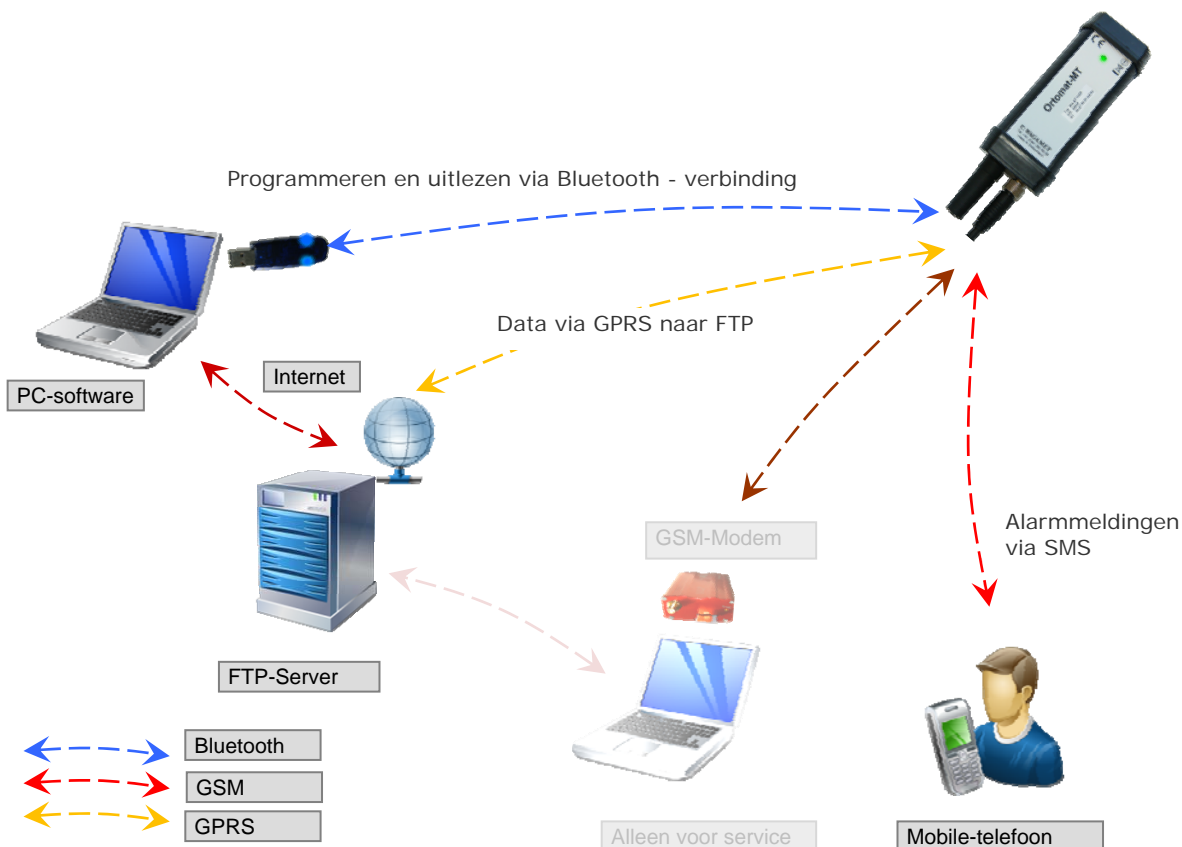 Ortomat-MT
Programmeren en uitlezen via Bluetooth - verbinding
Data via GPRS naar FTP
Internet
PC-software
GSM-Modem
Alarmmeldingen
via SMS
FTP-Server
Bluetooth
GSM
GPRS
Alleen voor service
Mobile-telefoon